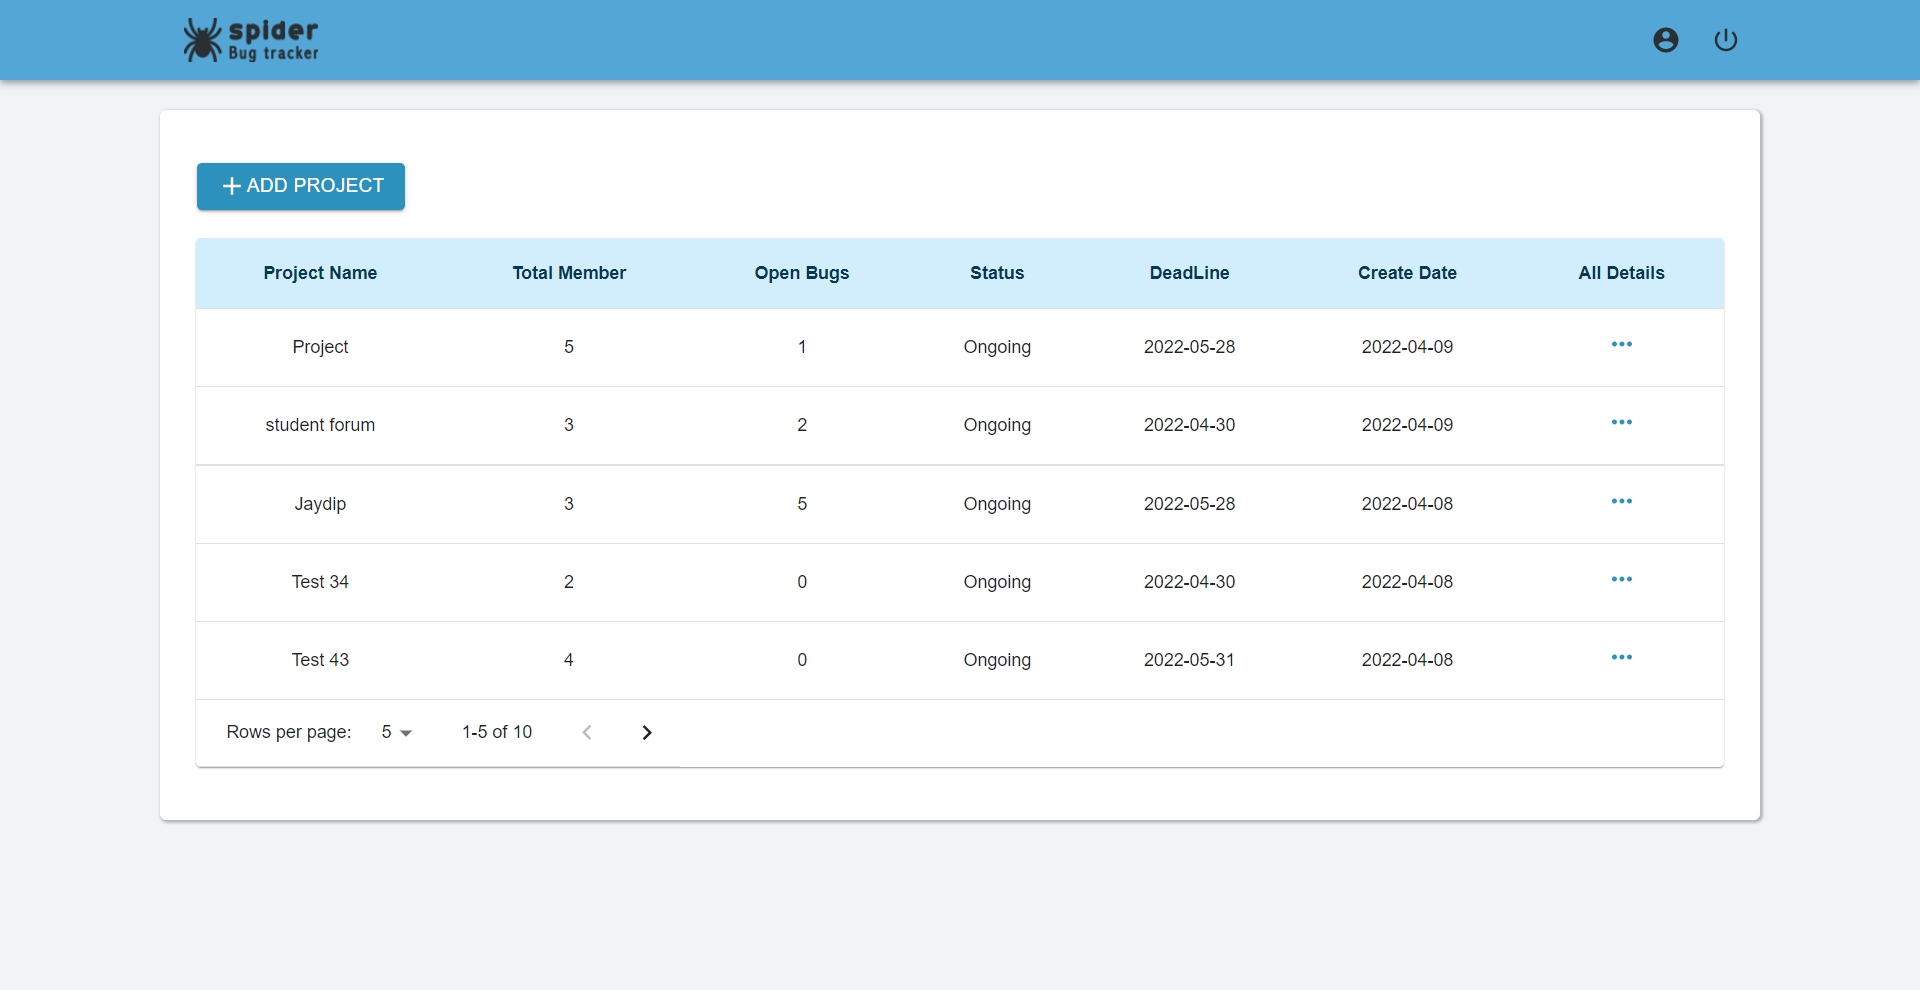 spider
Bug tracker
ADD PROJECT
Project Name Total Member Open Bugs Status DeadLine Create Date All Details
Project 5 1 Ongoing 2022-05-28 2022-04-09
student forum 3 2 Ongoing 2022-04-30 2022-04-09
Jaydip 3 5 Ongoing 2022-05-28 2022-04-08
Test 34 2 0 Ongoing 2022-04-30 2022-04-08
Test 43 4 0 Ongoing 2022-05-31 2022-04-08
Rows per page: 5 1-5 of 10